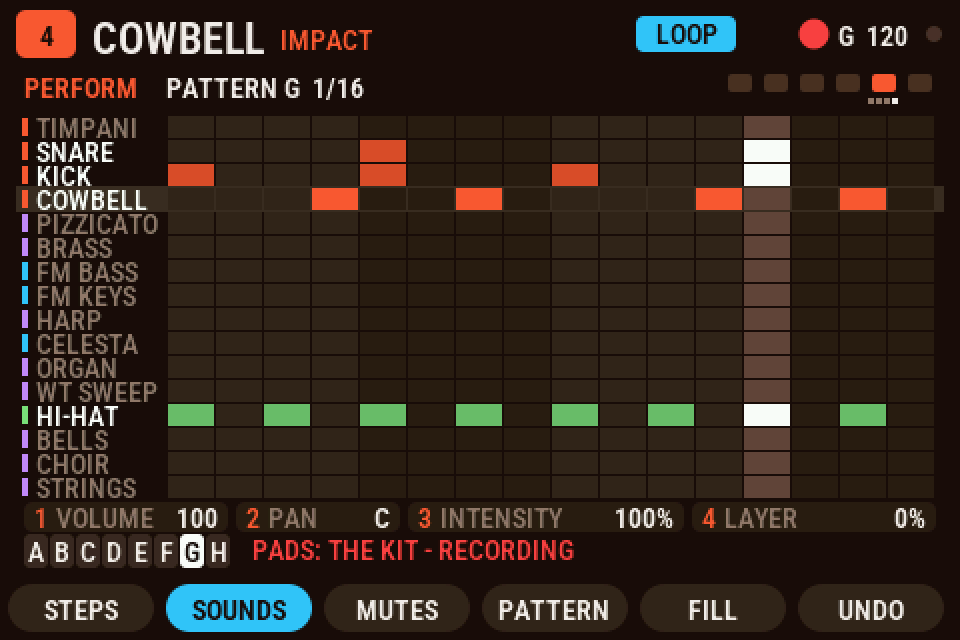 4 COWBELL IMPACT LOOP G 120
PERFORM PATTERN G 1/16
TIMPANI
SNARE
KICK
COWBELL
PIZZICATO
BRASS
FM BASS
FM KEYS
HARP
CELESTA
ORGAN
WT SWEEP
HI-HAT
BELLS
CHOIR
STRINGS
1 VOLUME 100 2 PAN C 3 INTENSITY 100% 4 LAYER 0%
A B C D E F G H PADS: THE KIT - RECORDING
STEPS SOUNDS MUTES PATTERN FILL UNDO